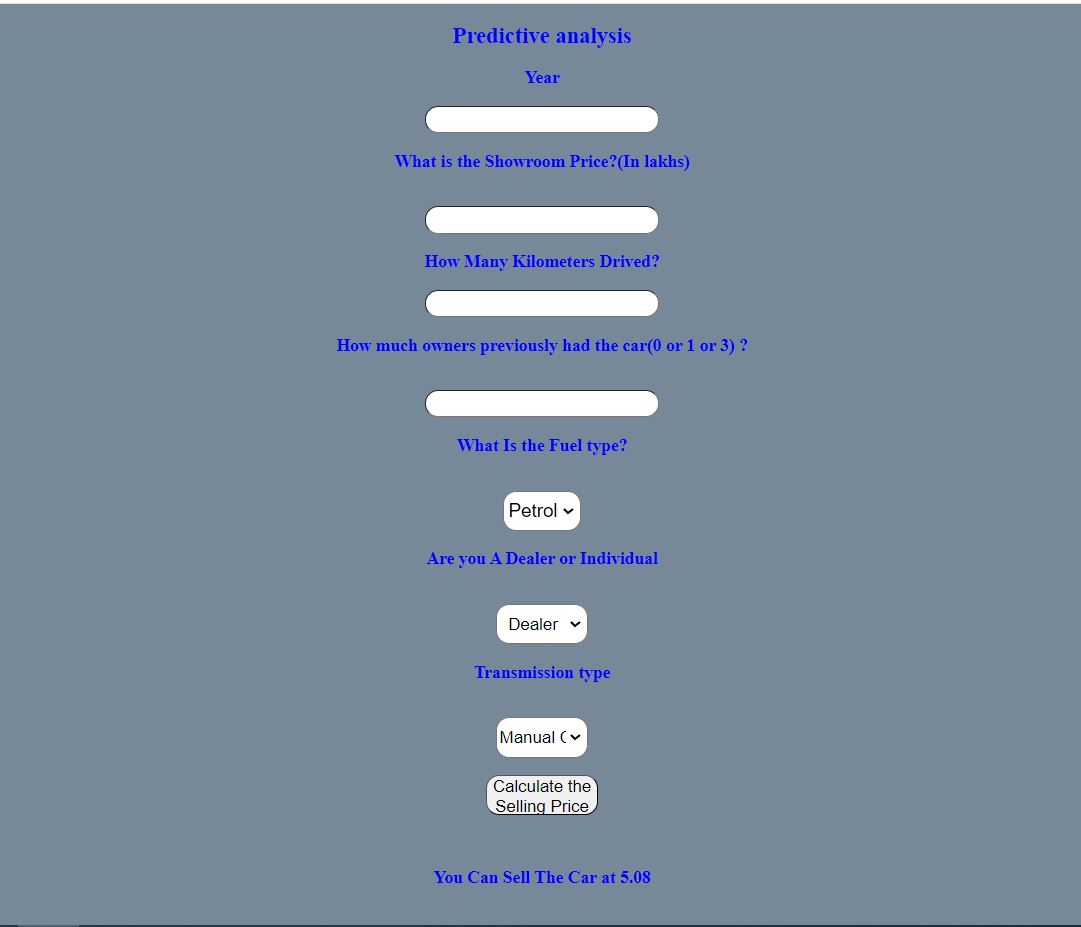 Predictive analysis
Year
What is the Showroom Price?(In lakhs)
How Many Kilometers Drived?
How much owners previously had the car(0 or 1 or 3) ?
What Is the Fuel type?
Petrol
Are you A Dealer or Individual
Dealer
Transmission type
Manual
Calculate the
Selling Price
You Can Sell The Car at 5.08